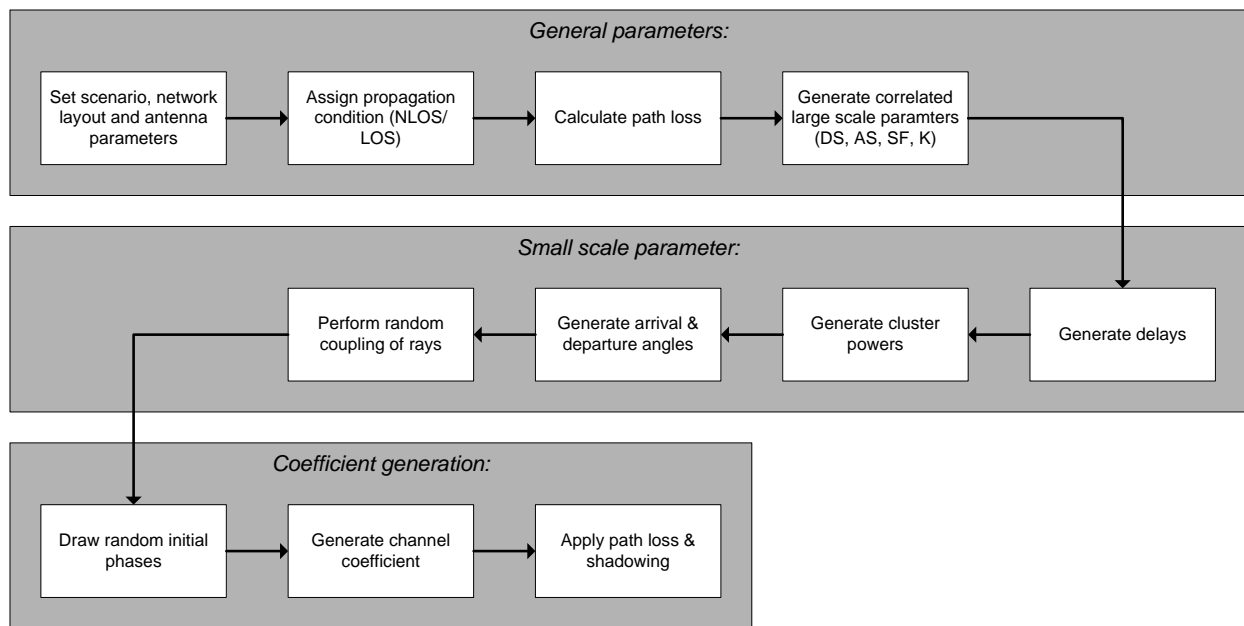 General parameters:
Set scenario, network
layout and antenna
parameters
Assign propagation
condition (NLOS/
LOS)
Calculate path loss
Generate correlated
large scale paramters
(DS, AS, SF, K)
Small scale parameter:
Perform random
coupling of rays
Generate arrival &
departure angles
Generate cluster
powers
Generate delays
Coefficient generation:
Draw random initial
phases
Generate channel
coefficient
Apply path loss &
shadowing